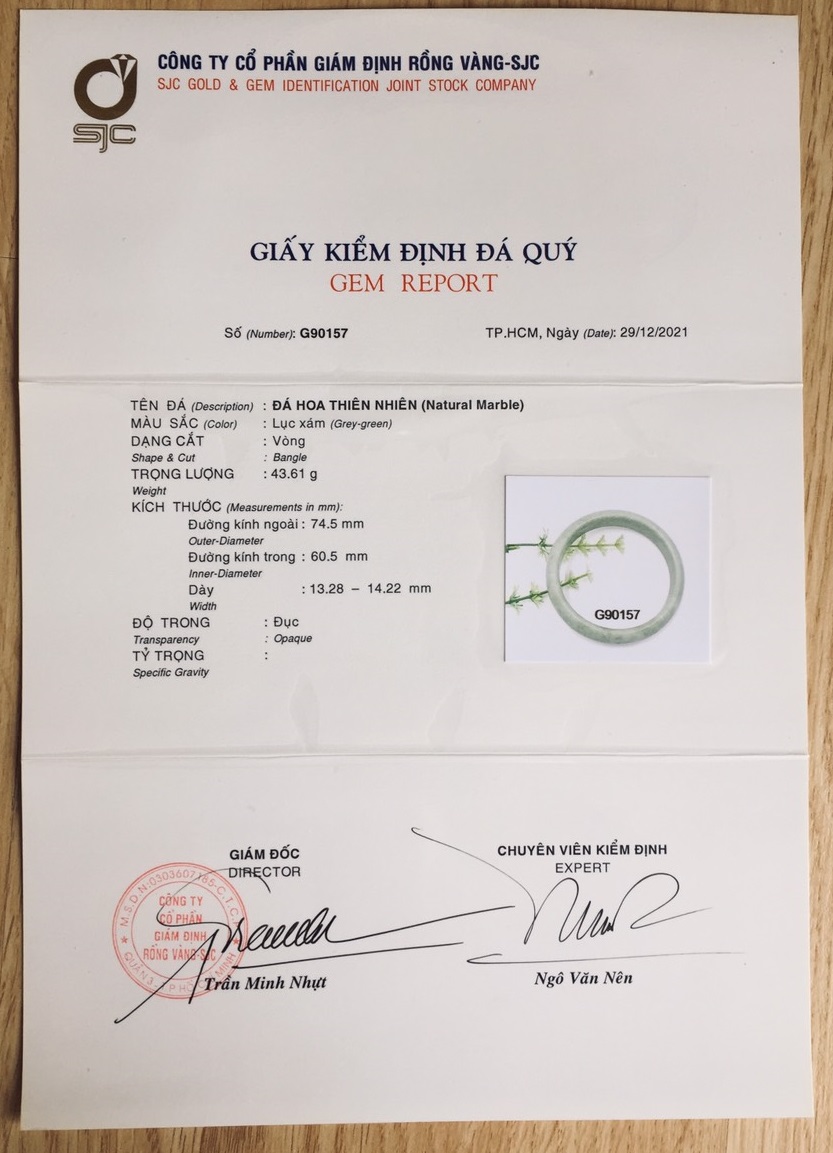 CÔNG TY CỔ PHẦN GIÁM ĐỊNH RỒNG VÀNG-SJC
SJC GOLD & GEM IDENTIFICATION JOINT STOCK COMPANY
SJC
GIẤY KIỂM ĐỊNH ĐÁ QUÝ
GEM REPORT
Số (Number): G90157 TP.HCM, Ngày (Date): 29/12/2021
TÊN ĐÁ (Description) : ĐÁ HOA THIÊN NHIÊN (Natural Marble)
MÀU SẮC (Color) : Lục xám (Grey-green)
DẠNG CẮT : Vòng
Shape & Cut : Bangle
TRỌNG LƯỢNG : 43.61 g
Weight
KÍCH THƯỚC (Measurements in mm):
Đường kính ngoài : 74.5 mm
Outer-Diameter
Đường kính trong : 60.5 mm
Inner-Diameter
Dày : 13.28 – 14.22 mm
Width
ĐỘ TRONG : Đục
Transparency : Opaque
TỶ TRỌNG :
Specific Gravity
G90157
GIÁM ĐỐC
DIRECTOR
CHUYÊN VIÊN KIỂM ĐỊNH
EXPERT
M.S.D.N:0303607185-C.T.C.P
CÔNG TY
CỔ PHẦN
GIÁM ĐỊNH
RỒNG VÀNG-SJC
QUẬN 3-T.P HỒ CHÍ MINH
Trần Minh Nhựt
Ngô Văn Nên